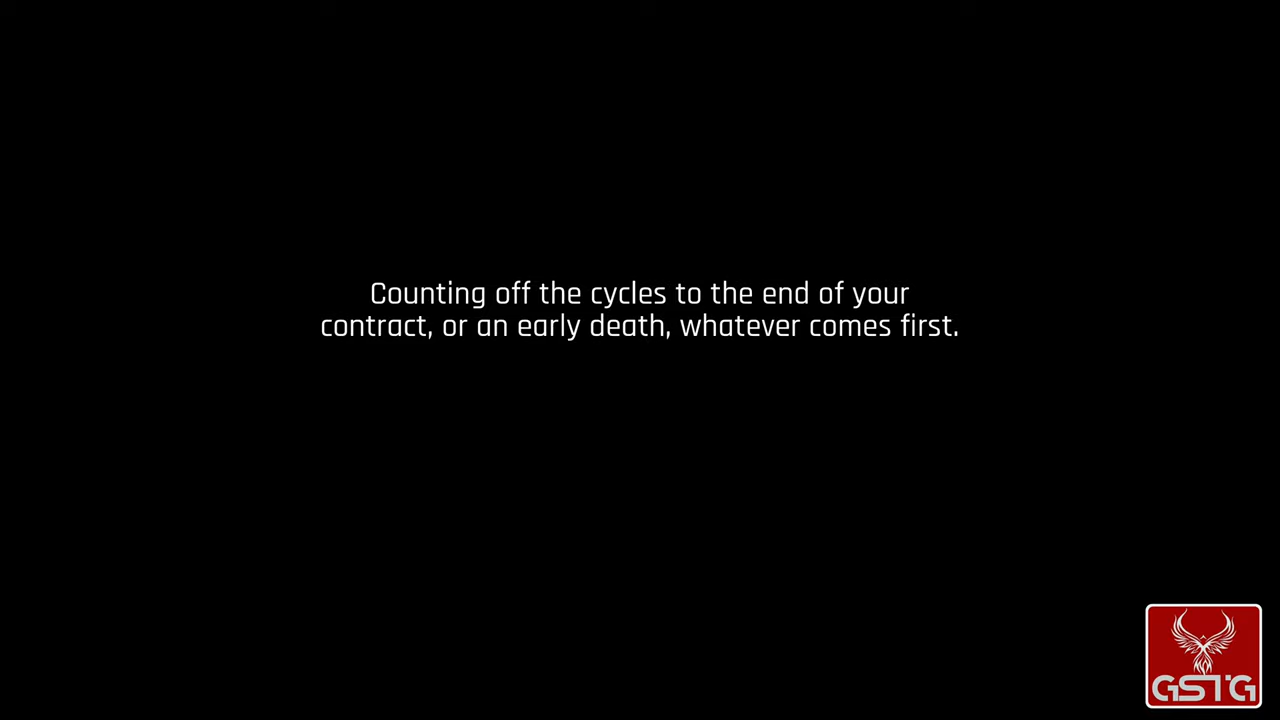 Counting off the cycles to the end of your
contract, or an early death, whatever comes first.
GSTG